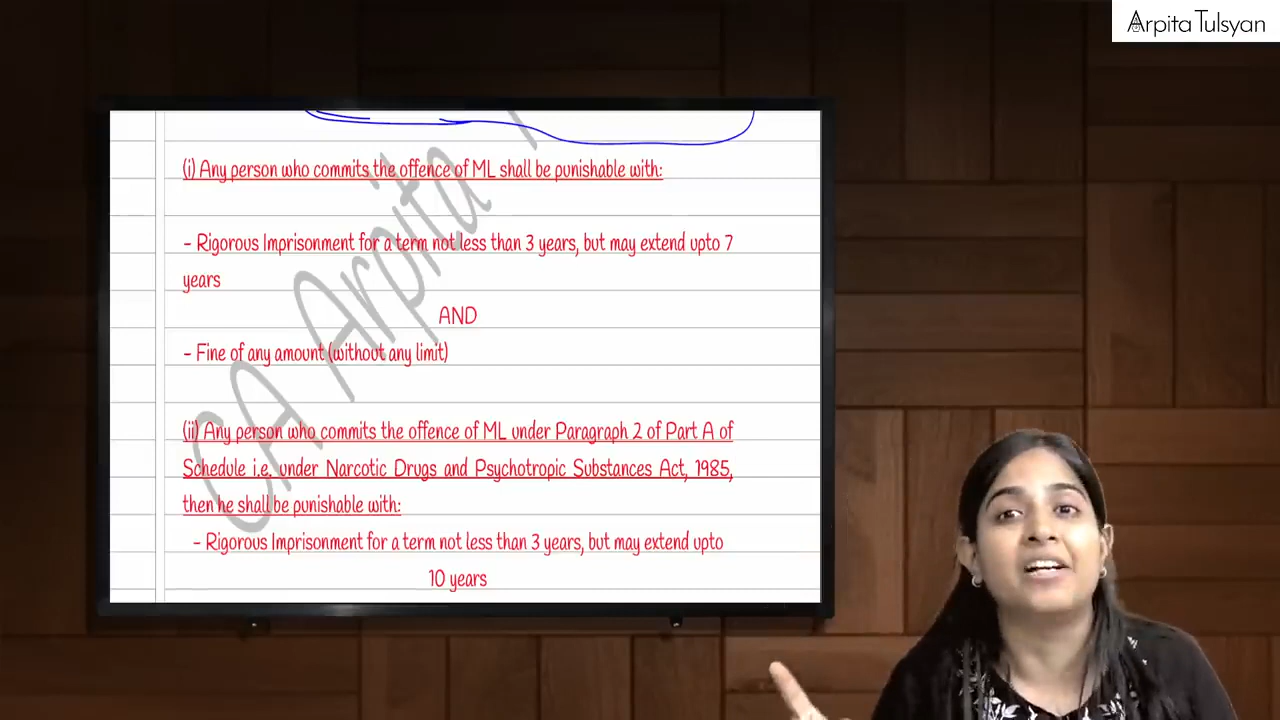 Arpita Tulsyan
(i) Any person who commits the offence of ML shall be punishable with:
- Rigorous Imprisonment for a term not less than 3 years, but may extend upto 7
years
AND
- Fine of any amount (without any limit)
(ii) Any person who commits the offence of ML under Paragraph 2 of Part A of
Schedule i.e. under Narcotic Drugs and Psychotropic Substances Act, 1985,
then he shall be punishable with:
- Rigorous Imprisonment for a term not less than 3 years, but may extend upto
10 years
CA Arpita T